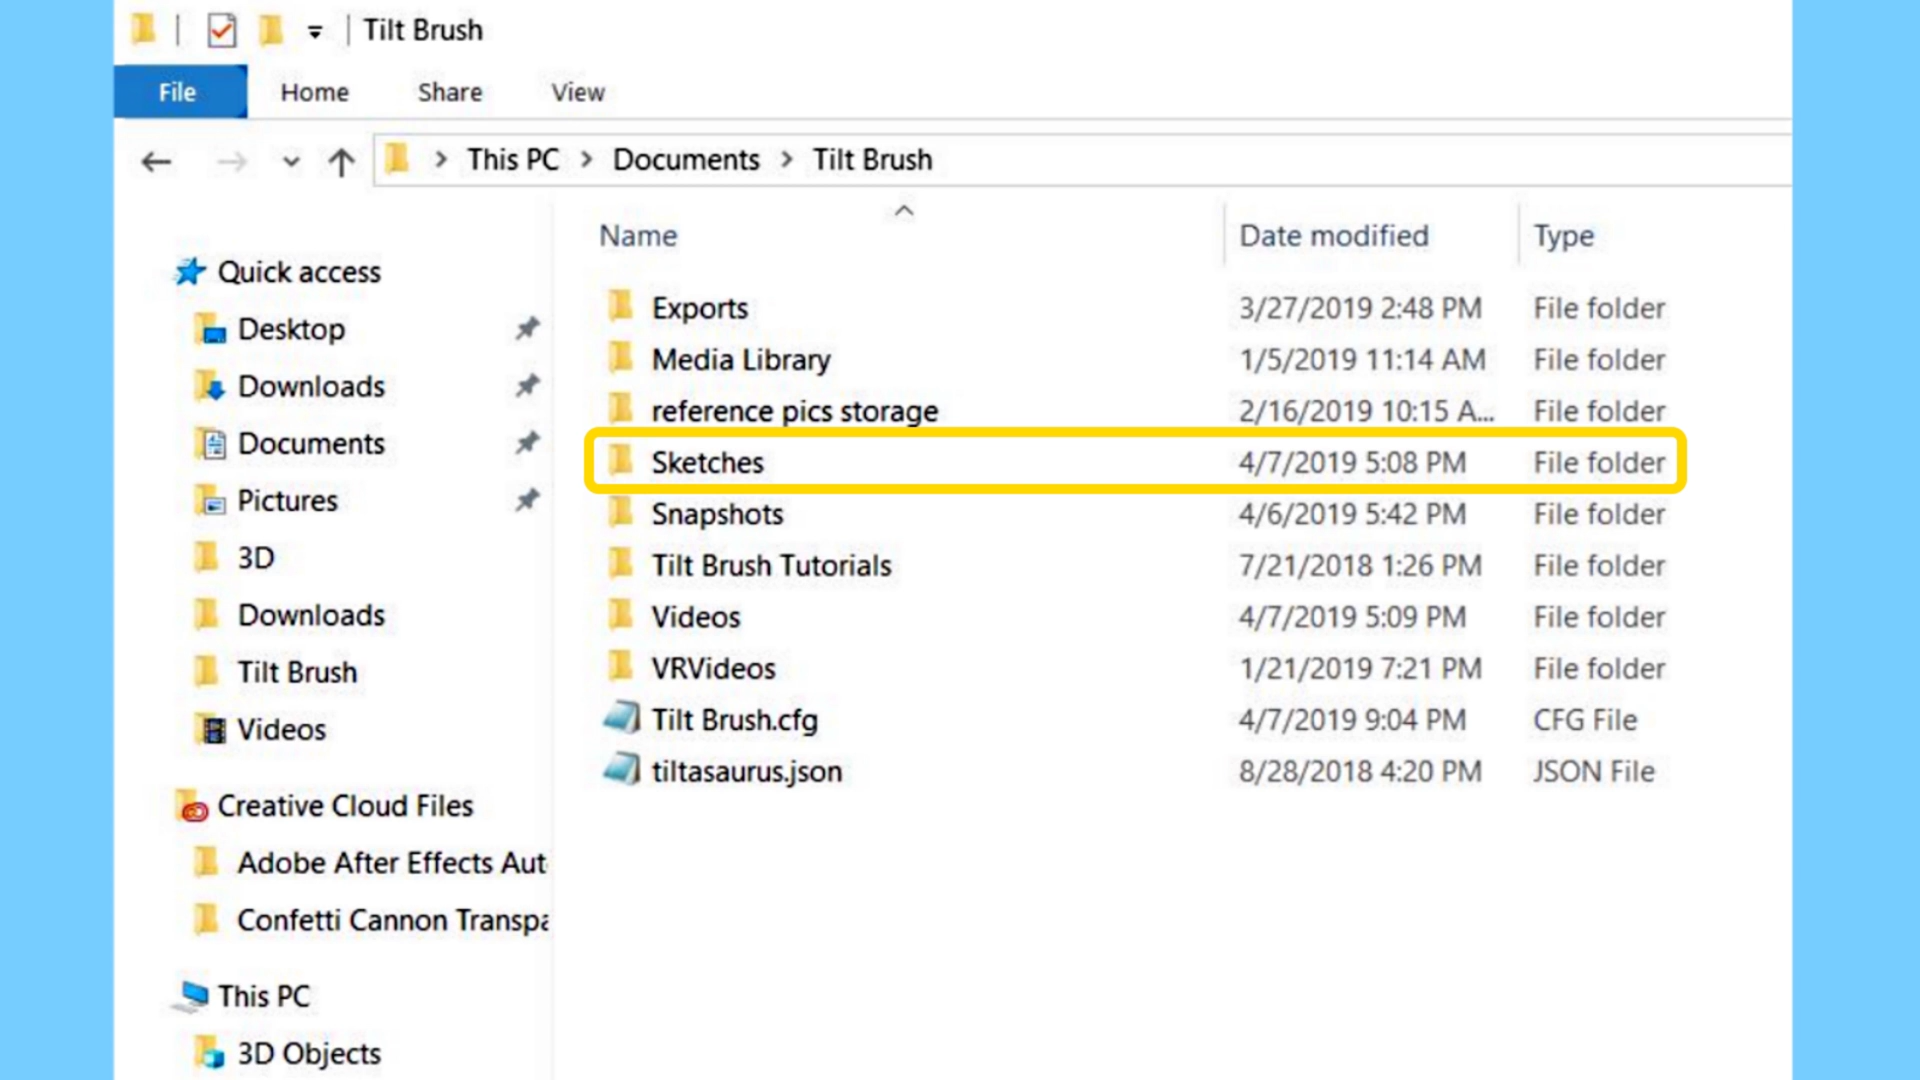 Tilt Brush
File Home Share View
This PC > Documents > Tilt Brush
Name Date modified Type
Quick access
Desktop
Downloads
Documents
Pictures
3D
Downloads
Tilt Brush
Videos
Creative Cloud Files
Adobe After Effects Aut
Confetti Cannon Transpa
This PC
3D Objects
Exports 3/27/2019 2:48 PM File folder
Media Library 1/5/2019 11:14 AM File folder
reference pics storage 2/16/2019 10:15 A... File folder
Sketches 4/7/2019 5:08 PM File folder
Snapshots 4/6/2019 5:42 PM File folder
Tilt Brush Tutorials 7/21/2018 1:26 PM File folder
Videos 4/7/2019 5:09 PM File folder
VRVideos 1/21/2019 7:21 PM File folder
Tilt Brush.cfg 4/7/2019 9:04 PM CFG File
tiltasaurus.json 8/28/2018 4:20 PM JSON File